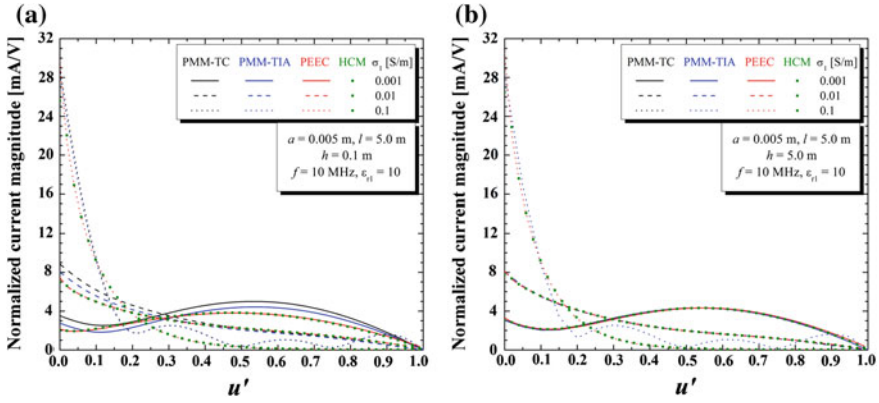 (a)
Normalized current magnitude [mA/V]
32
28
24
20
16
12
8
4
0
PMM-TC PMM-TIA PEEC HCM σ₁ [S/m]
0.001
0.01
0.1
a = 0.005 m, l = 5.0 m
h = 0.1 m
f = 10 MHz, εr1 = 10
0.0 0.1 0.2 0.3 0.4 0.5 0.6 0.7 0.8 0.9 1.0
u'
(b)
Normalized current magnitude [mA/V]
32
28
24
20
16
12
8
4
0
PMM-TC PMM-TIA PEEC HCM σ₁ [S/m]
0.001
0.01
0.1
a = 0.005 m, l = 5.0 m
h = 5.0 m
f = 10 MHz, εr1 = 10
0.0 0.1 0.2 0.3 0.4 0.5 0.6 0.7 0.8 0.9 1.0
u'